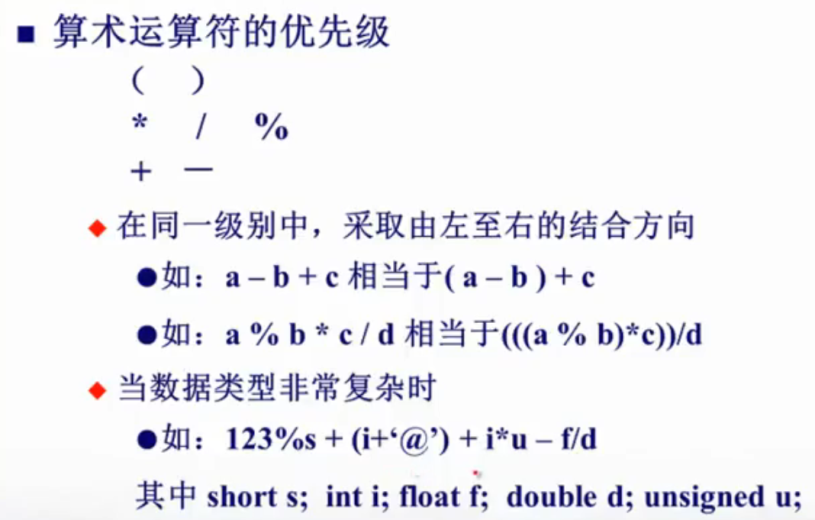 ■ 算术运算符的优先级
( )
* / %
+ —
◆ 在同一级别中，采取由左至右的结合方向
●如：a – b + c 相当于( a – b ) + c
●如：a % b * c / d 相当于(((a % b)*c))/d
◆ 当数据类型非常复杂时
●如：123%s + (i+‘@’) + i*u – f/d
其中 short s; int i; float f; double d; unsigned u;